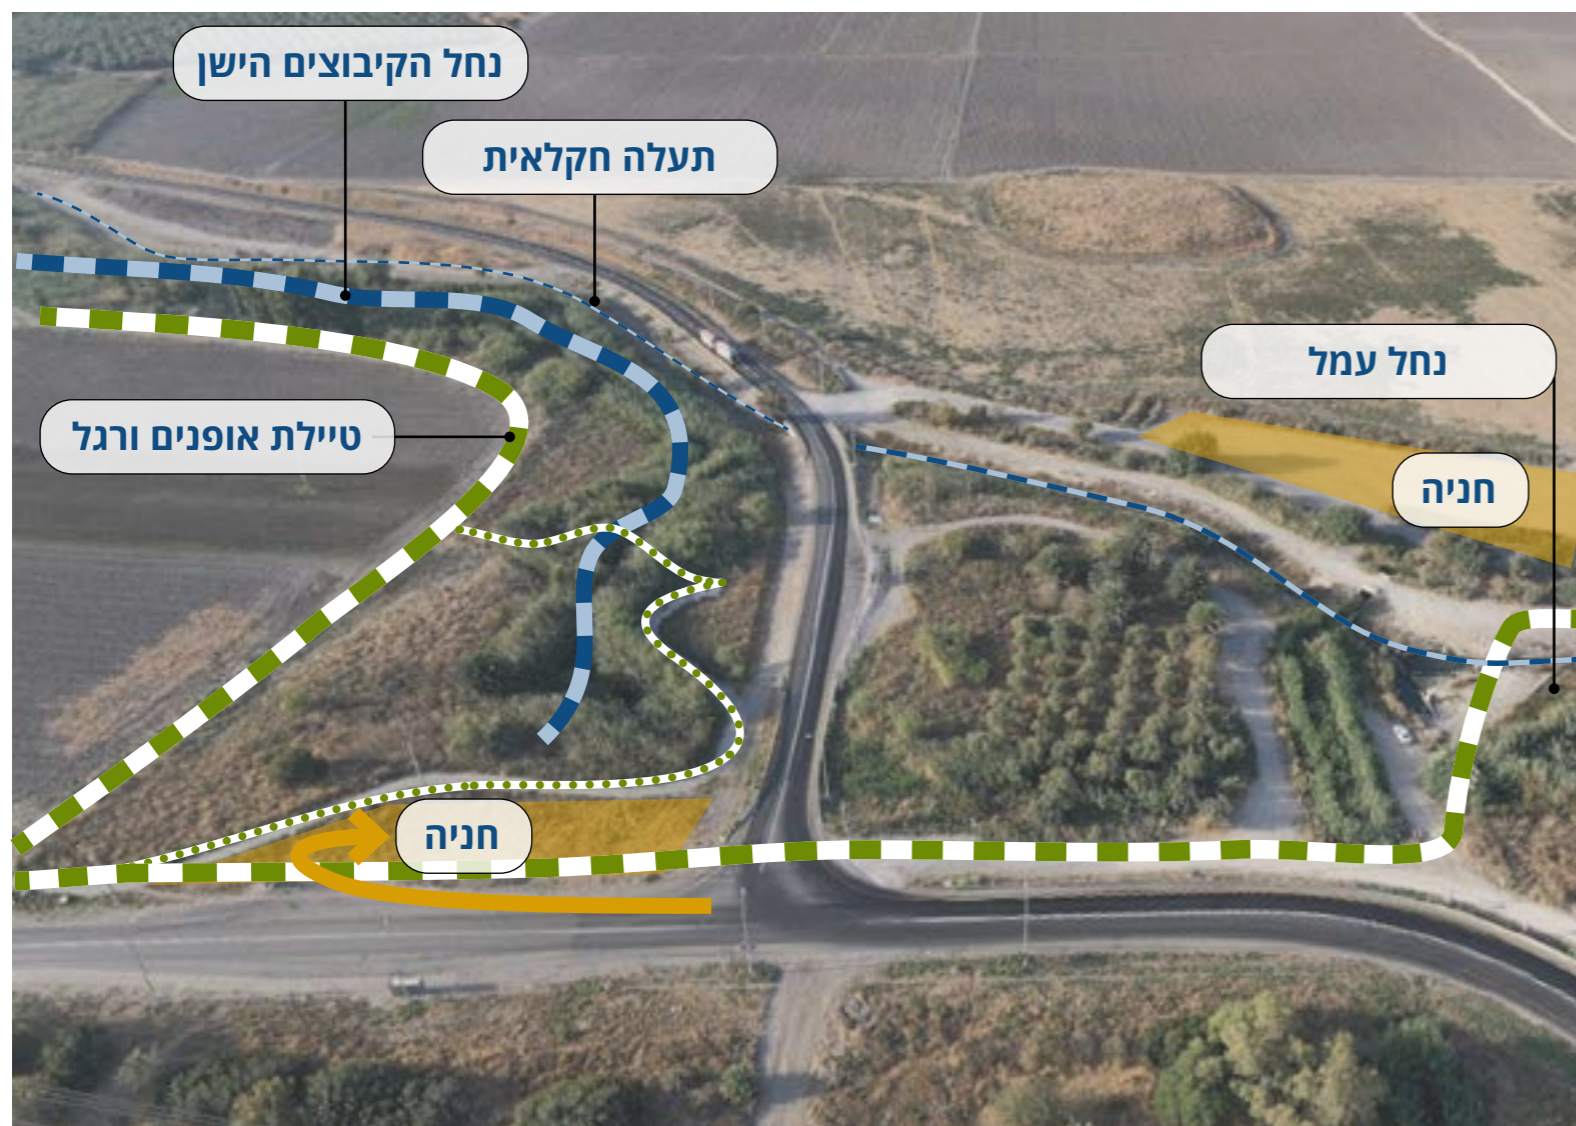 נחל הקיבוצים הישן
תעלה חקלאית
נחל עמל
טיילת אופנים ורגל
חניה
חניה